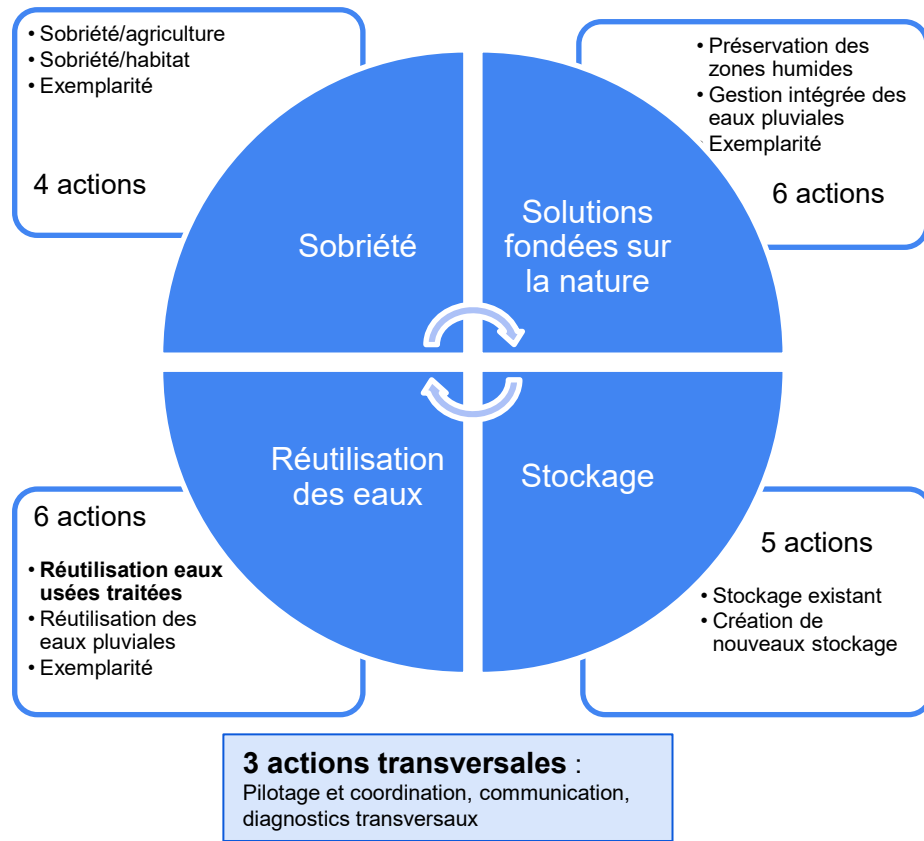 • Sobriété/agriculture
• Sobriété/habitat
• Exemplarité
4 actions
• Préservation des
zones humides
• Gestion intégrée des
eaux pluviales
• Exemplarité
6 actions
Sobriété
Solutions
fondées sur
la nature
Réutilisation
des eaux
Stockage
6 actions
• Réutilisation eaux
usées traitées
• Réutilisation des
eaux pluviales
• Exemplarité
5 actions
• Stockage existant
• Création de
nouveaux stockage
3 actions transversales :
Pilotage et coordination, communication,
diagnostics transversaux